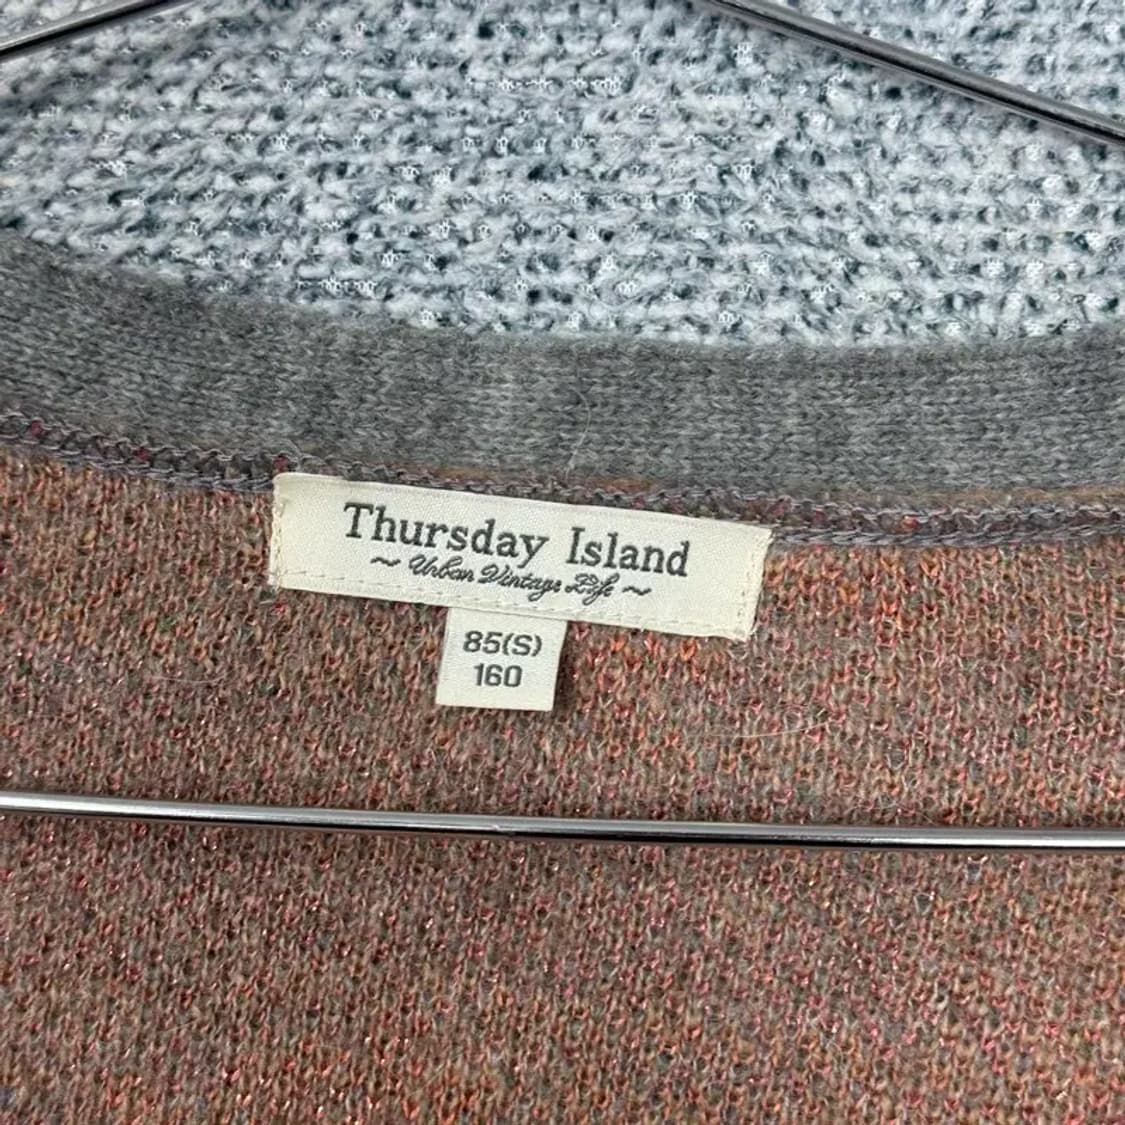 Thursday Island
~ Urban Vintage Life ~
85(S)
160